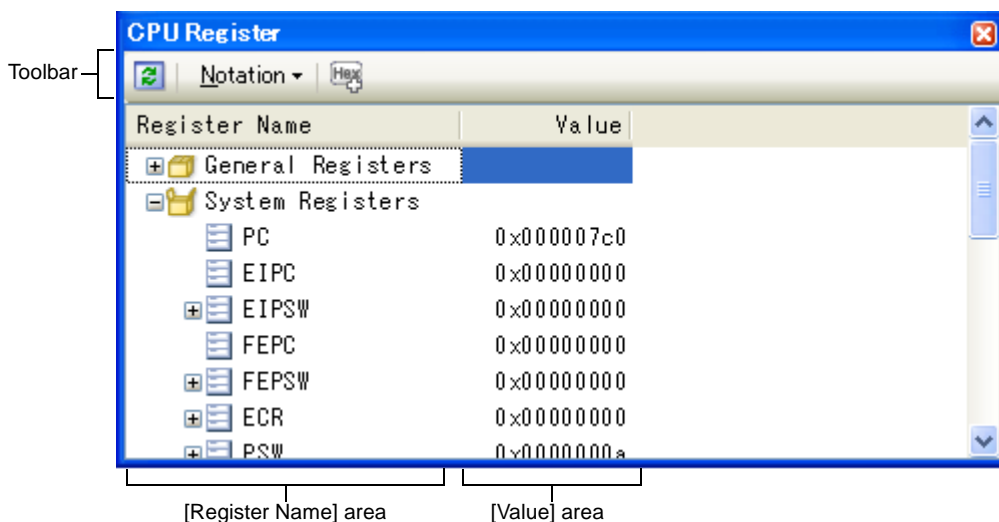 CPU Register
Toolbar
Notation
Hex
Register Name Value
General Registers
System Registers
PC 0x000007c0
EIPC 0x00000000
EIPSW 0x00000000
FEPC 0x00000000
FEPSW 0x00000000
ECR 0x00000000
PSW 0x0000000a
[Register Name] area [Value] area